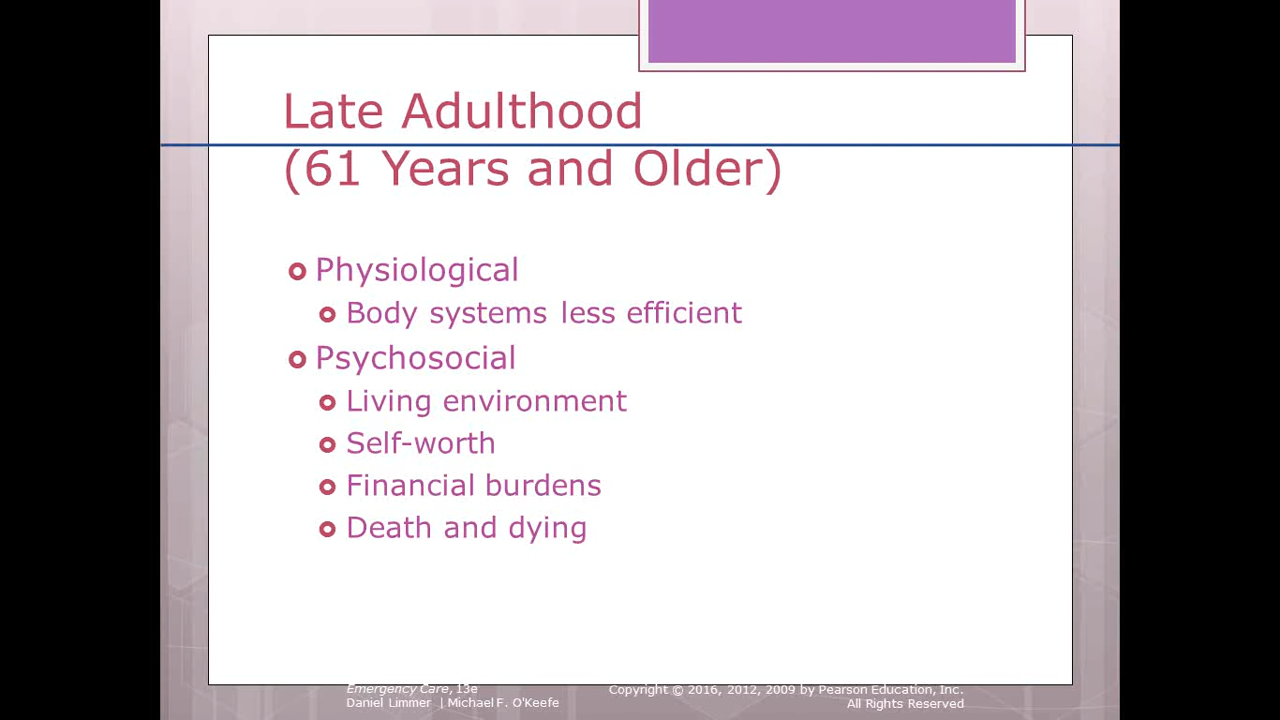 Late Adulthood
(61 Years and Older)
Physiological
Body systems less efficient
Psychosocial
Living environment
Self-worth
Financial burdens
Death and dying
Emergency Care, 13e
Daniel Limmer | Michael F. O'Keefe
Copyright © 2016, 2012, 2009 by Pearson Education, Inc.
All Rights Reserved